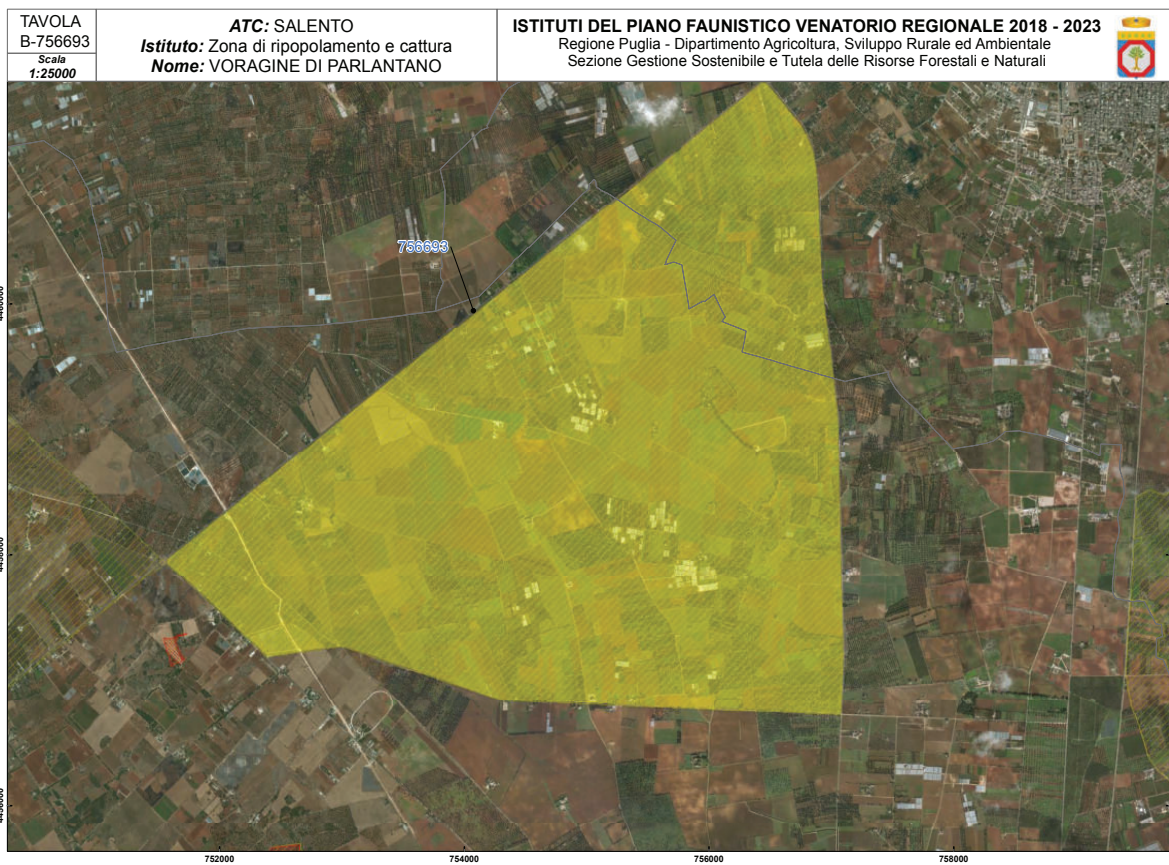 TAVOLA
B-756693
Scala
1:25000
ATC: SALENTO
Istituto: Zona di ripopolamento e cattura
Nome: VORAGINE DI PARLANTANO
ISTITUTI DEL PIANO FAUNISTICO VENATORIO REGIONALE 2018 - 2023
Regione Puglia - Dipartimento Agricoltura, Sviluppo Rurale ed Ambientale
Sezione Gestione Sostenibile e Tutela delle Risorse Forestali e Naturali
756693
752000
754000
756000
758000